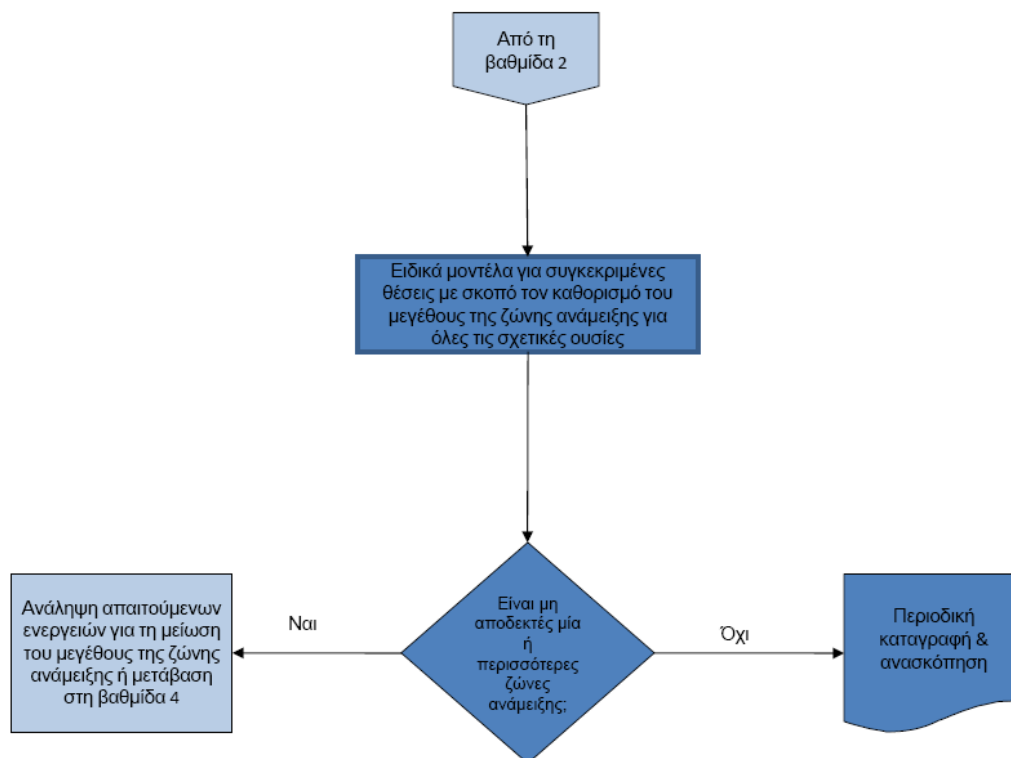 Από τη
βαθμίδα 2
Ειδικά μοντέλα για συγκεκριμένες
θέσεις με σκοπό τον καθορισμό του
μεγέθους της ζώνης ανάμειξης για
όλες τις σχετικές ουσίες
Ανάληψη απαιτούμενων
ενεργειών για τη μείωση
του μεγέθους της ζώνης
ανάμειξης ή μετάβαση
στη βαθμίδα 4
Ναι
Είναι μη
αποδεκτές μία
ή
περισσότερες
ζώνες
ανάμειξης;
Όχι
Περιοδική
καταγραφή &
ανασκόπηση